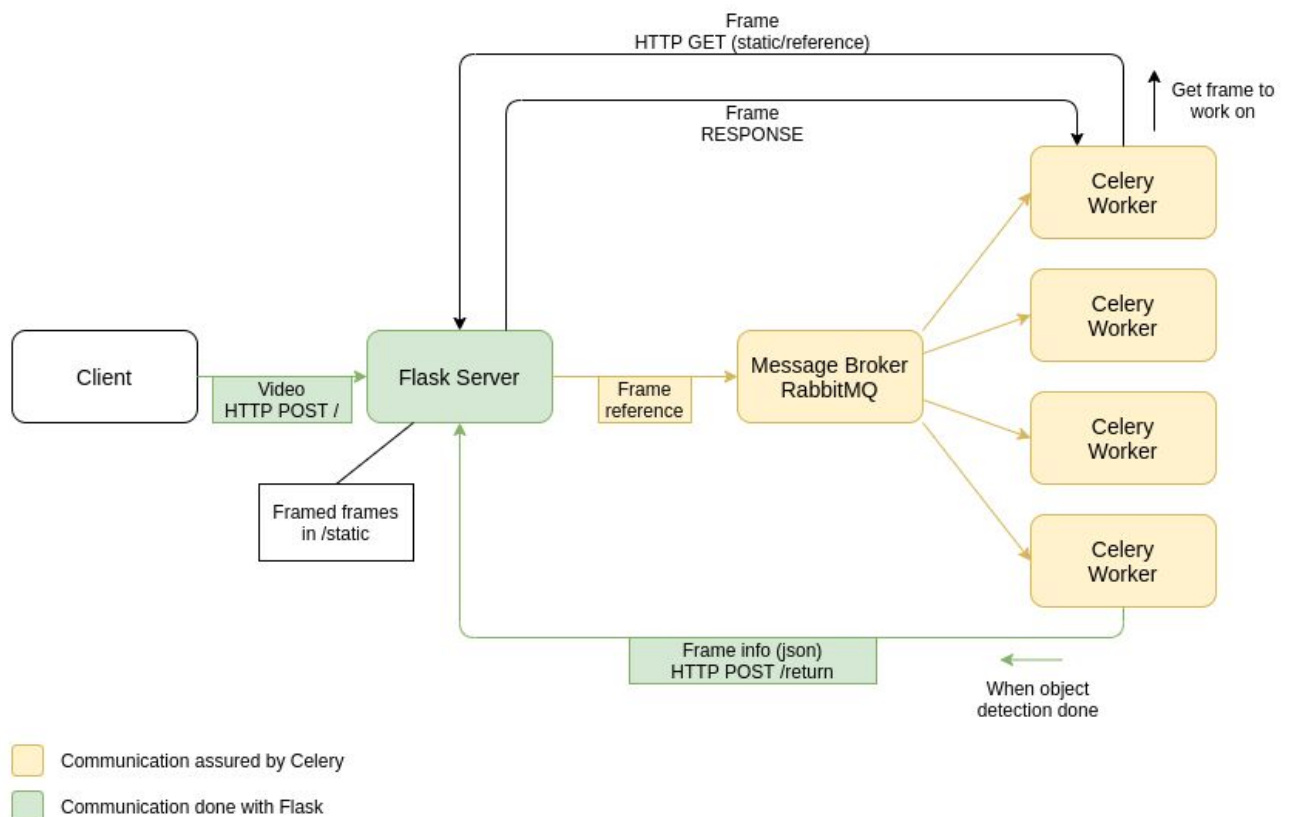 Frame
HTTP GET (static/reference)
Frame
RESPONSE
Get frame to
work on
Celery
Worker
Celery
Worker
Client
Video
HTTP POST /
Flask Server
Frame
reference
Message Broker
RabbitMQ
Celery
Worker
Framed frames
in /static
Celery
Worker
Frame info (json)
HTTP POST /return
When object
detection done
Communication assured by Celery
Communication done with Flask